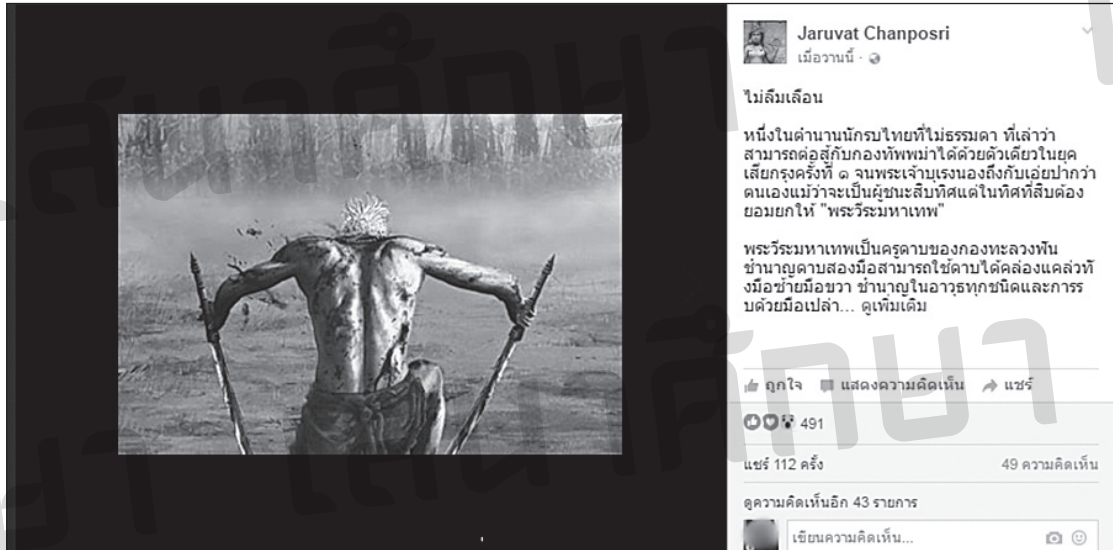 Jaruvat Chanposri
เมื่อวานนี้ ·
ไม่ลืมเลือน
หนึ่งในตำนานนักรบไทยที่ไม่ธรรมดา ที่เล่าว่า
สามารถต่อสู้กับกองทัพพม่าได้ด้วยตัวเดียวในยุค
เสียกรุงครั้งที่ ๑ จนพระเจ้าบุเรงนองถึงกับเอ่ยปากว่า
ตนเองแม้ว่าจะเป็นผู้ชนะสิบทิศแต่ในทิศที่สิบต้อง
ยอมยกให้ "พระวีระมหาเทพ"
พระวีระมหาเทพเป็นครูดาบของกองทะลวงฟัน
ชำนาญดาบสองมือสามารถใช้ดาบได้คล่องแคล่วทั้
งมือซ้ายมือขวา ชำนาญในอาวุธทุกชนิดและการร
บด้วยมือเปล่า... ดูเพิ่มเติม
ถูกใจ แสดงความคิดเห็น แชร์
491
แชร์ 112 ครั้ง 49 ความคิดเห็น
ดูความคิดเห็นอีก 43 รายการ
เขียนความคิดเห็น...